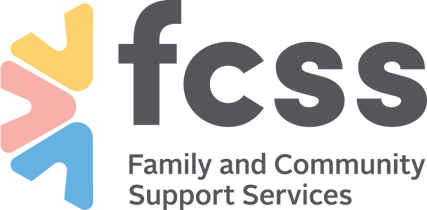 fcss
Family and Community
Support Services